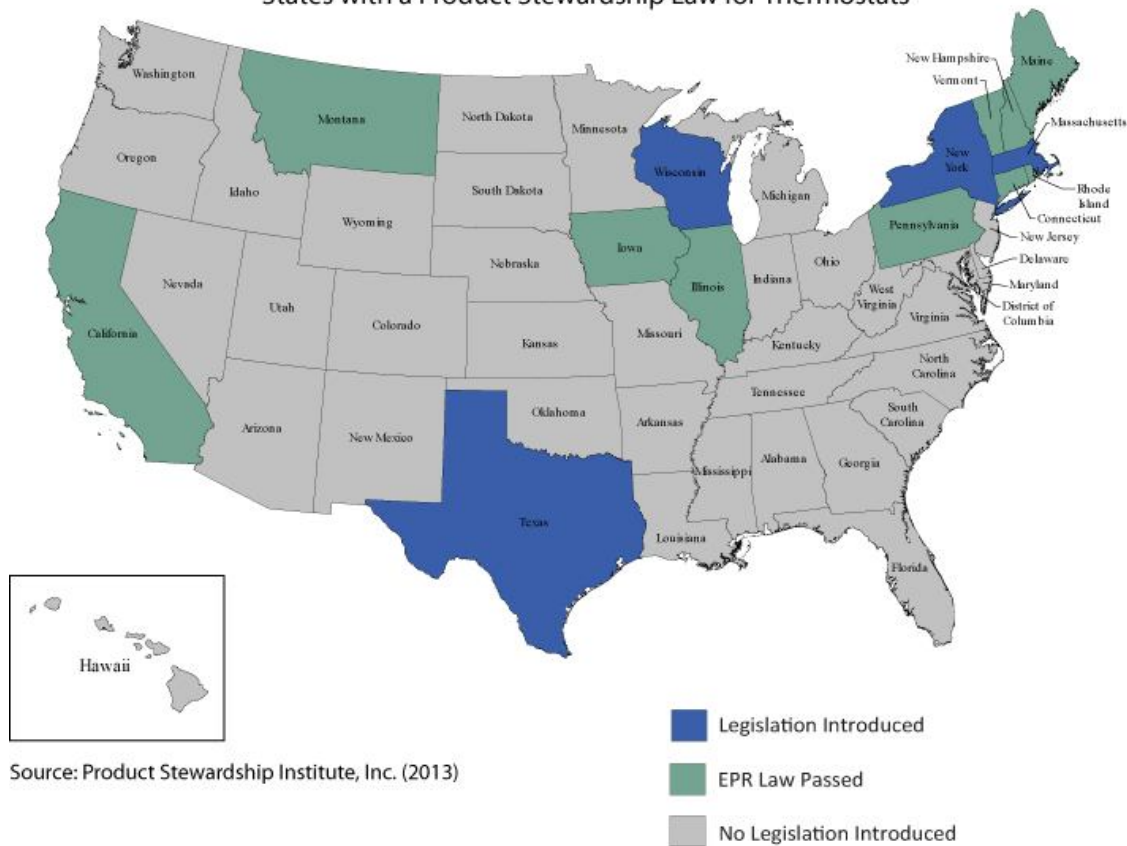 States with a Product Stewardship Law for Thermostats
Washington
Oregon
California
Nevada
Idaho
Montana
Wyoming
Utah
Arizona
Colorado
New Mexico
North Dakota
South Dakota
Nebraska
Kansas
Oklahoma
Texas
Minnesota
Iowa
Missouri
Arkansas
Louisiana
Wisconsin
Illinois
Michigan
Indiana
Ohio
Kentucky
Tennessee
Mississippi
Alabama
Georgia
Florida
South
Carolina
North
Carolina
Virginia
West
Virginia
Pennsylvania
New
York
Vermont
New Hampshire
Maine
Massachusetts
Rhode
Island
Connecticut
New Jersey
Delaware
Maryland
District of
Columbia
Hawaii
Legislation Introduced
EPR Law Passed
No Legislation Introduced
Source: Product Stewardship Institute, Inc. (2013)